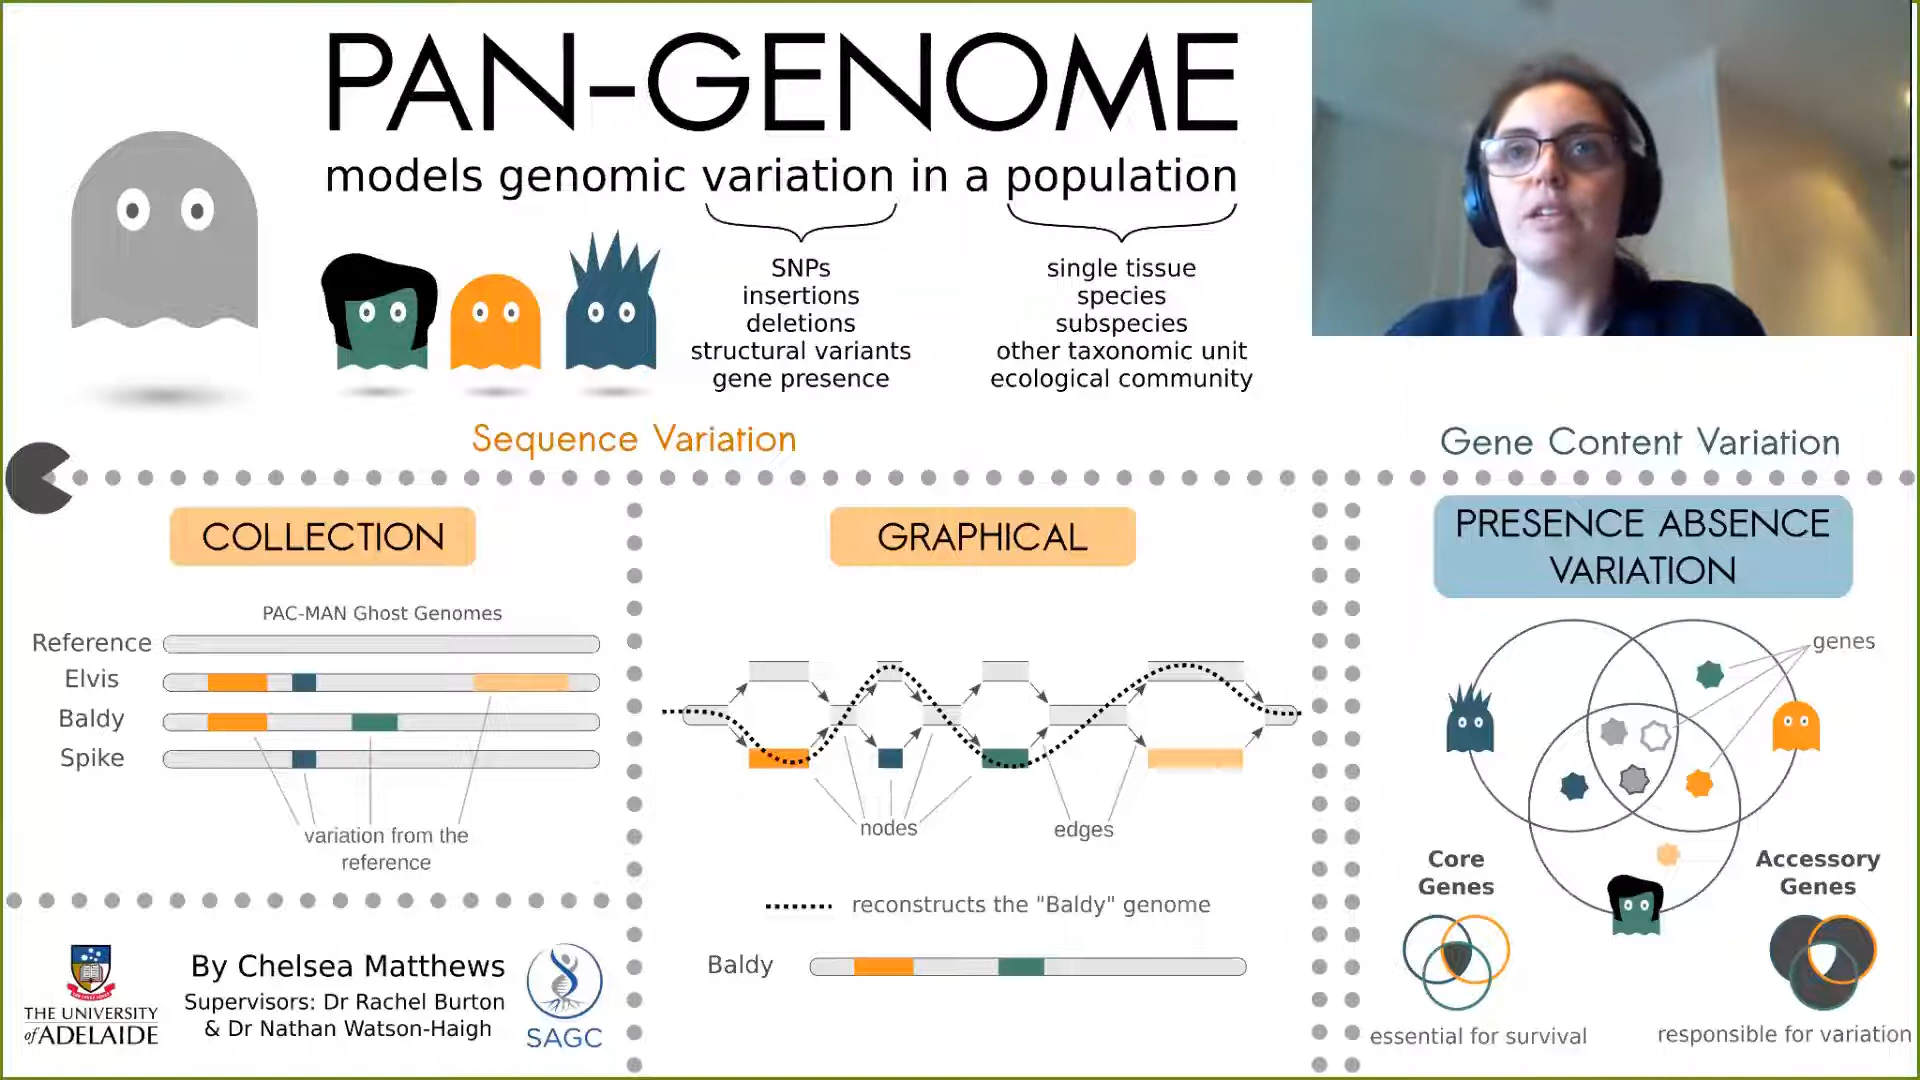 PAN-GENOME
models genomic variation in a population
SNPs
insertions
deletions
structural variants
gene presence
single tissue
species
subspecies
other taxonomic unit
ecological community
Sequence Variation
Gene Content Variation
COLLECTION
PAC-MAN Ghost Genomes
Reference
Elvis
Baldy
Spike
variation from the
reference
GRAPHICAL
nodes
edges
reconstructs the "Baldy" genome
Baldy
PRESENCE ABSENCE
VARIATION
genes
Core
Genes
Accessory
Genes
essential for survival
responsible for variation
THE UNIVERSITY
of ADELAIDE
By Chelsea Matthews
Supervisors: Dr Rachel Burton
& Dr Nathan Watson-Haigh
SAGC